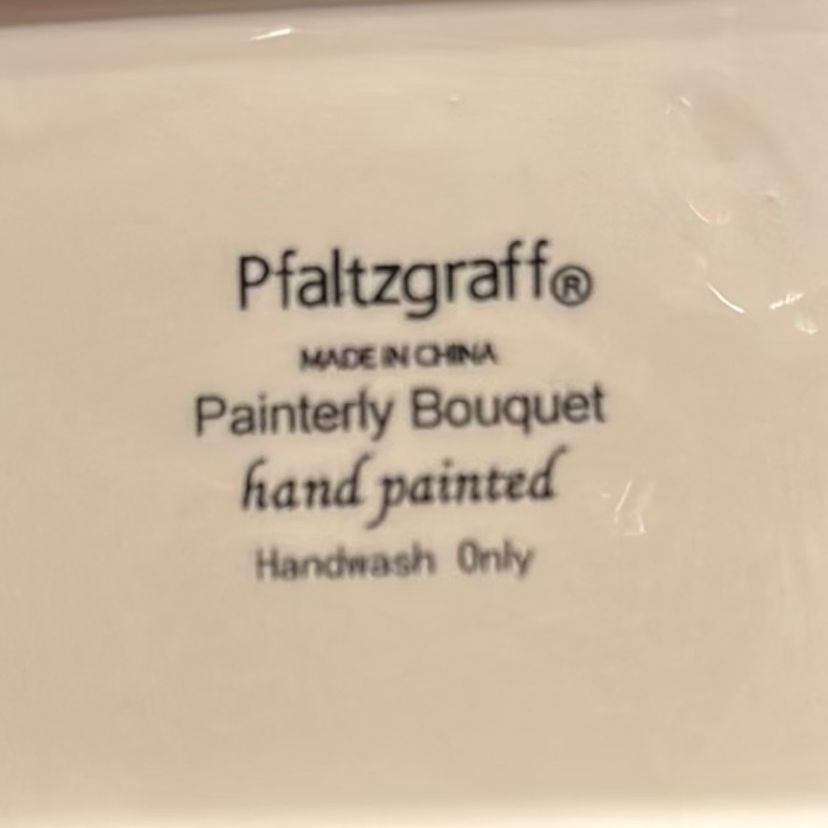 Pfaltzgraff®
MADE IN CHINA
Painterly Bouquet
hand painted
Handwash Only